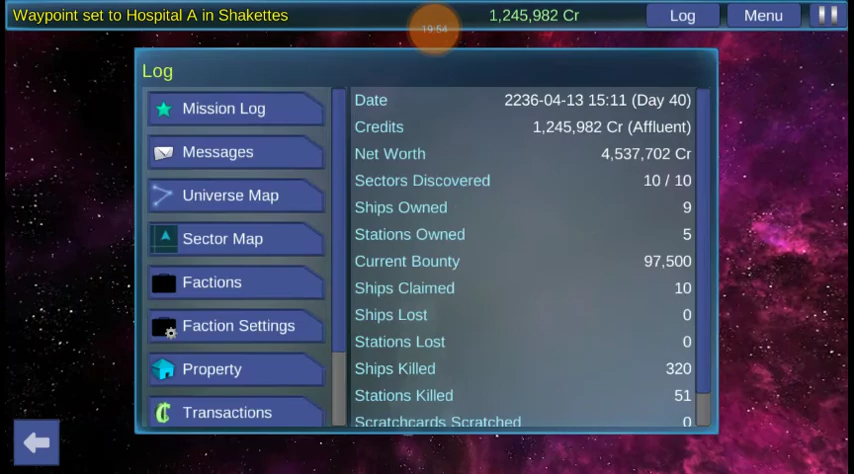 Waypoint set to Hospital A in Shakettes
1,245,982 Cr
Log
Menu
19:54
Log
Mission Log
Messages
Universe Map
Sector Map
Factions
Faction Settings
Property
Transactions
Date 2236-04-13 15:11 (Day 40)
Credits 1,245,982 Cr (Affluent)
Net Worth 4,537,702 Cr
Sectors Discovered 10 / 10
Ships Owned 9
Stations Owned 5
Current Bounty 97,500
Ships Claimed 10
Ships Lost 0
Stations Lost 0
Ships Killed 320
Stations Killed 51
Scratchcards Scratched 0